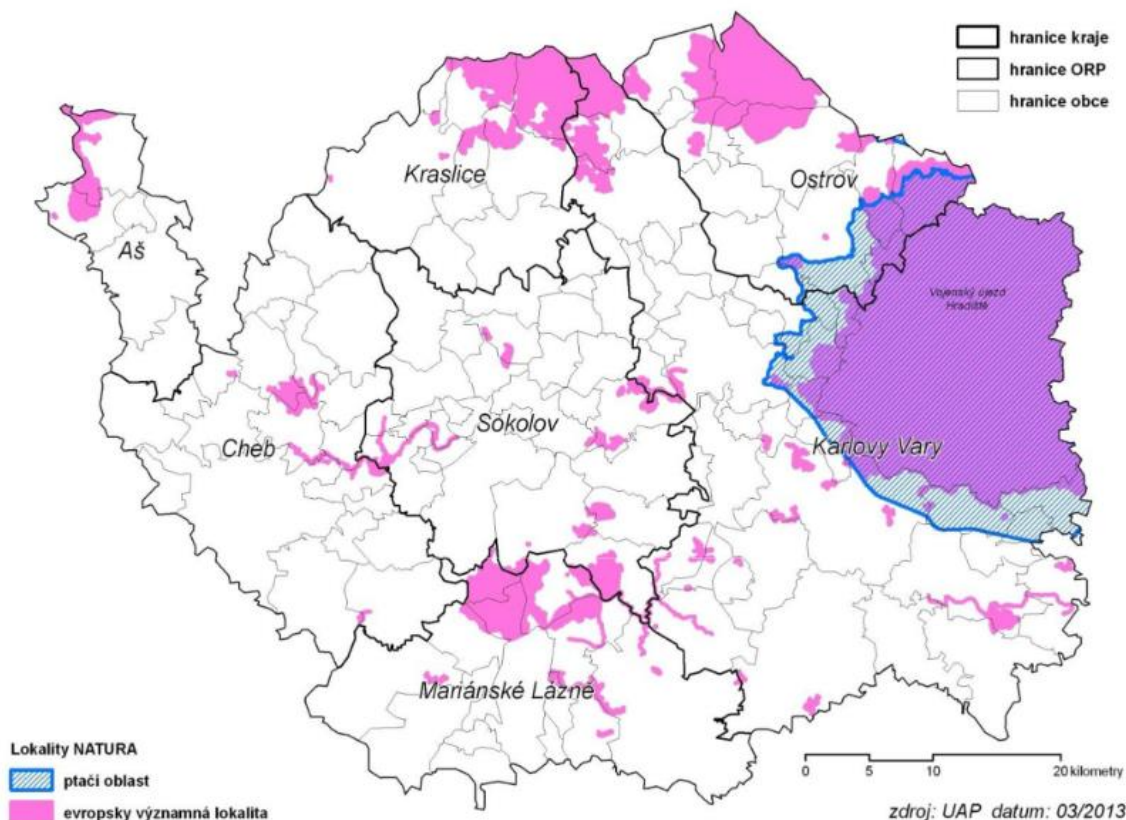 hranice kraje
hranice ORP
hranice obce
Kraslice
Ostrov
Aš
Vojenský újezd
Hradiště
Sokolov
Cheb
Karlovy Vary
Mariánské Lázně
Lokality NATURA
ptačí oblast
evropsky významná lokalita
0 5 10 20 kilometry
zdroj: UAP datum: 03/2013